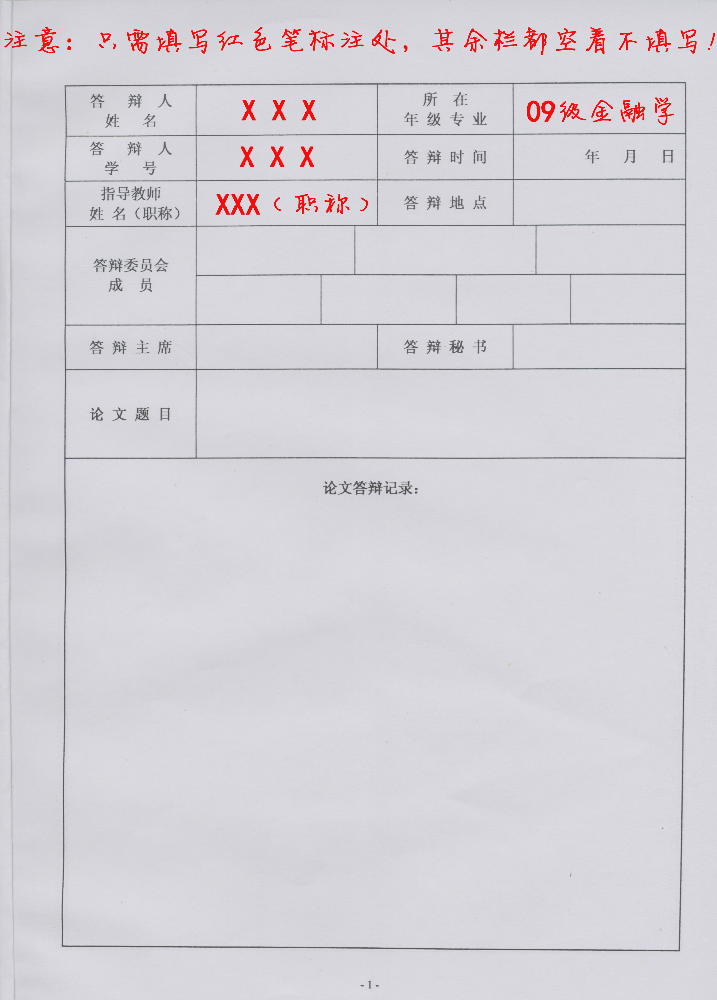 注意：只需填写红色笔标注处，其余栏都空着不填写！
答 辩 人
姓 名
X X X
所 在
年 级 专 业
09级金融学
答 辩 人
学 号
X X X
答 辩 时 间
年 月 日
指导教师
姓 名（职称）
XXX（职称）
答 辩 地 点
答辩委员会
成 员
答 辩 主 席
答 辩 秘 书
论 文 题 目
论文答辩记录：
- 1 -